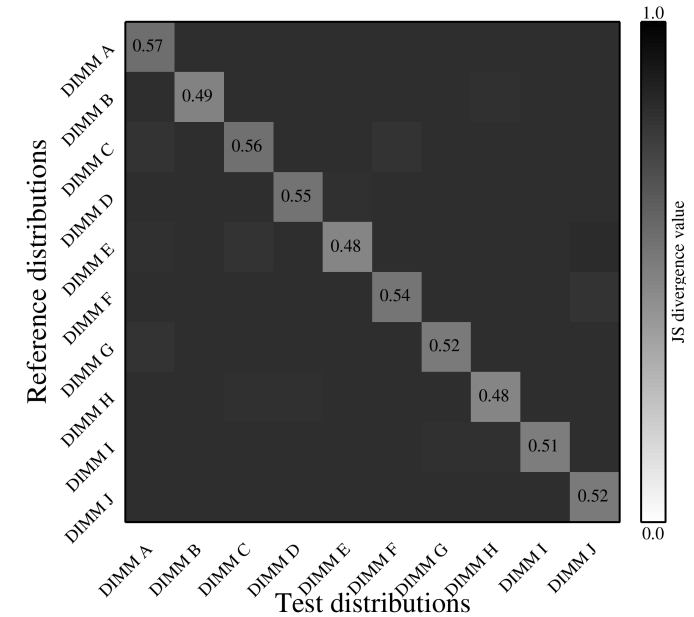 1.0
DIMM A
0.57
DIMM B
0.49
DIMM C
0.56
DIMM D
0.55
DIMM E
0.48
DIMM F
0.54
DIMM G
0.52
DIMM H
0.48
DIMM I
0.51
DIMM J
0.52
Reference distributions
JS divergence value
0.0
DIMM A
DIMM B
DIMM C
DIMM D
DIMM E
DIMM F
DIMM G
DIMM H
DIMM I
DIMM J
Test distributions